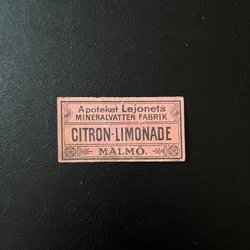 Apoteket Lejonets
MINERALVATTEN FABRIK
CITRON-LIMONADE
MALMÖ.